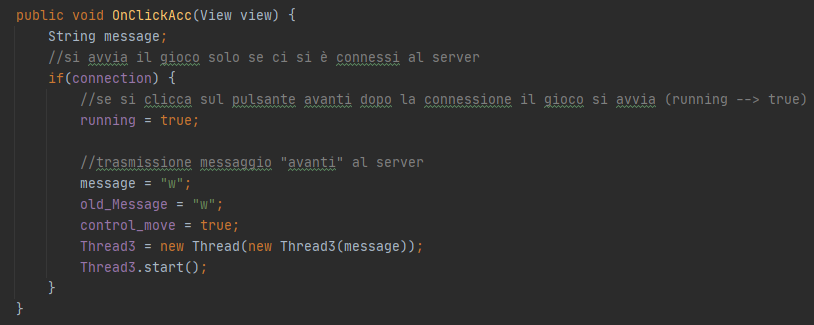 public void OnClickAcc(View view) {
    String message;
    //si avvia il gioco solo se ci si è connessi al server
    if(connection) {
        //se si clicca sul pulsante avanti dopo la connessione il gioco si avvia (running --> true)
        running = true;

        //trasmissione messaggio "avanti" al server
        message = "w";
        old_Message = "w";
        control_move = true;
        Thread3 = new Thread(new Thread3(message));
        Thread3.start();
    }
}